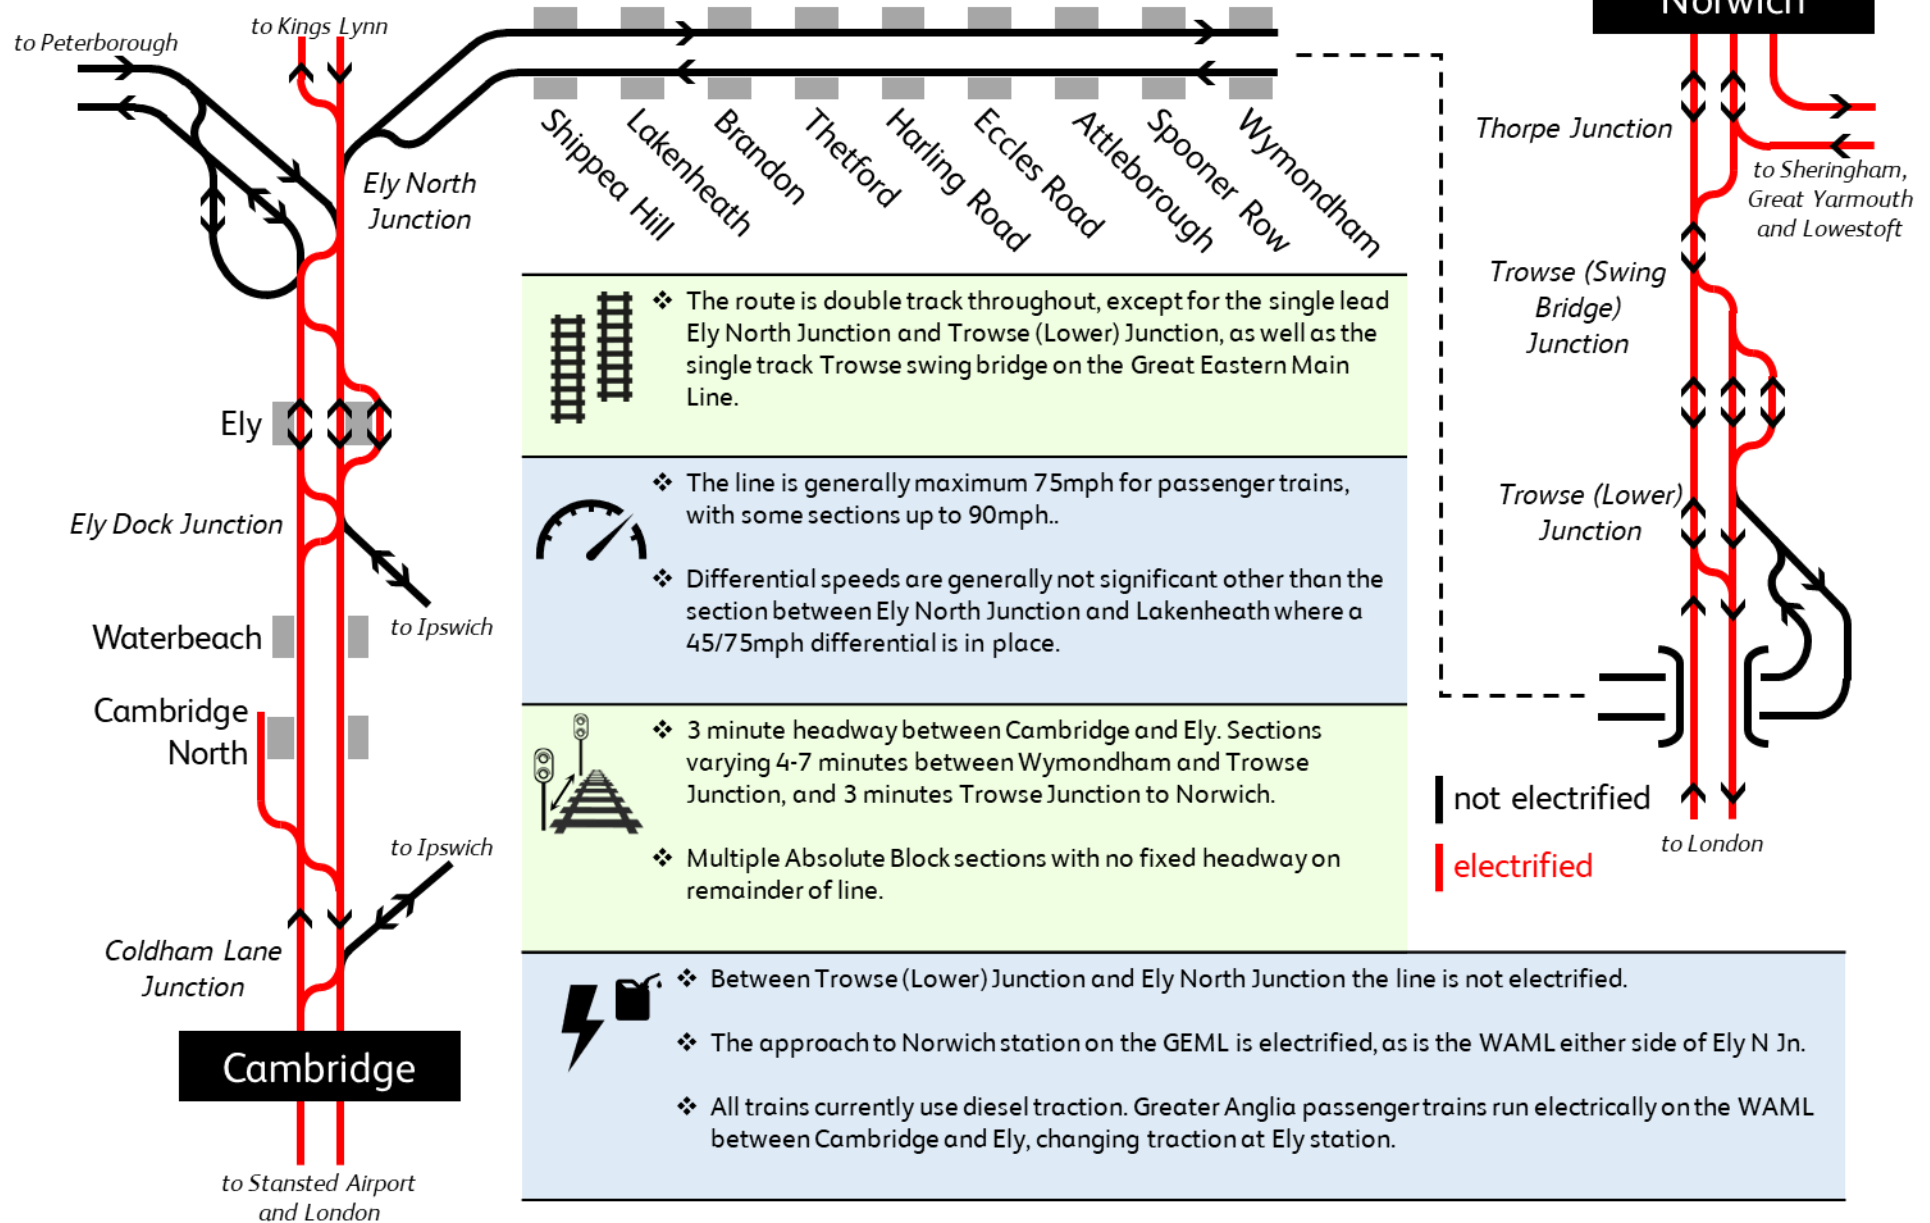 to Peterborough
to Kings Lynn
Norwich
Shippea Hill
Lakenheath
Brandon
Thetford
Harling Road
Eccles Road
Attleborough
Spooner Row
Wymondham
Ely North
Junction
Thorpe Junction
to Sheringham,
Great Yarmouth
and Lowestoft
Trowse (Swing
Bridge)
Junction
Trowse (Lower)
Junction
Ely
Ely Dock Junction
to Ipswich
Waterbeach
Cambridge
North
to Ipswich
Coldham Lane
Junction
Cambridge
to Stansted Airport
and London
❖ The route is double track throughout, except for the single lead
Ely North Junction and Trowse (Lower) Junction, as well as the
single track Trowse swing bridge on the Great Eastern Main
Line.
❖ The line is generally maximum 75mph for passenger trains,
with some sections up to 90mph..
❖ Differential speeds are generally not significant other than the
section between Ely North Junction and Lakenheath where a
45/75mph differential is in place.
❖ 3 minute headway between Cambridge and Ely. Sections
varying 4-7 minutes between Wymondham and Trowse
Junction, and 3 minutes Trowse Junction to Norwich.
❖ Multiple Absolute Block sections with no fixed headway on
remainder of line.
not electrified
electrified
to London
❖ Between Trowse (Lower) Junction and Ely North Junction the line is not electrified.
❖ The approach to Norwich station on the GEML is electrified, as is the WAML either side of Ely N Jn.
❖ All trains currently use diesel traction. Greater Anglia passenger trains run electrically on the WAML
between Cambridge and Ely, changing traction at Ely station.